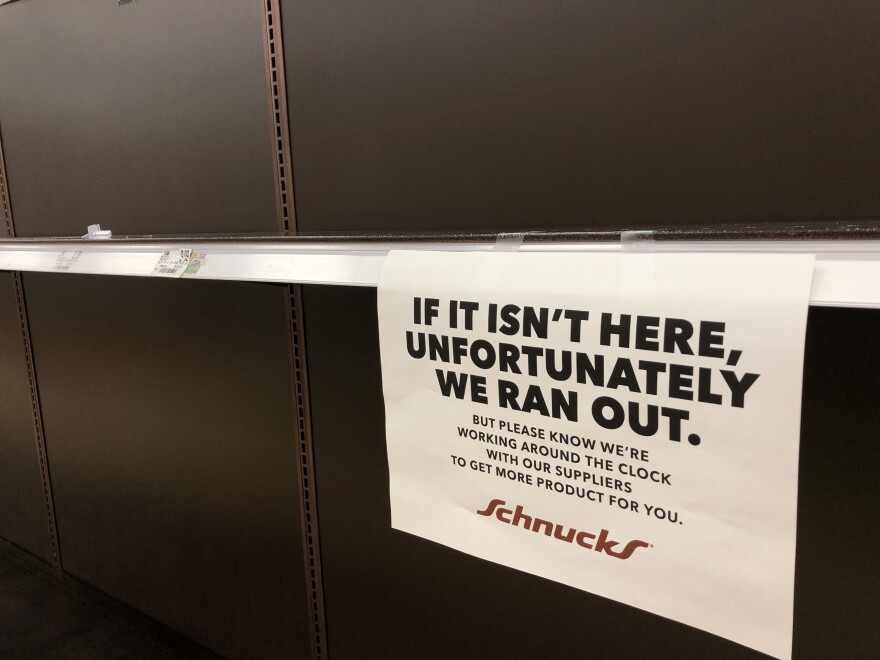 IF IT ISN'T HERE,
UNFORTUNATELY
WE RAN OUT.
BUT PLEASE KNOW WE'RE
WORKING AROUND THE CLOCK
WITH OUR SUPPLIERS
TO GET MORE PRODUCT FOR YOU.
Schnucks